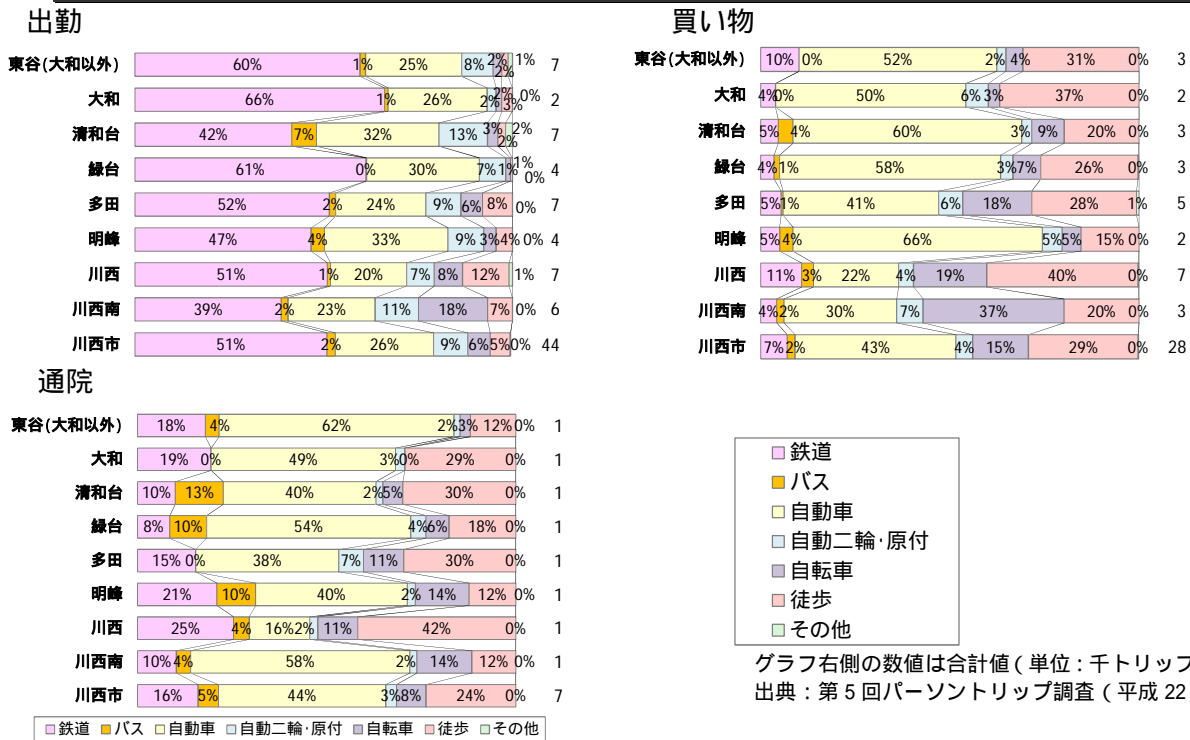 出勤
東谷(大和以外) 60% 1% 25% 8% 2% 2% 1% 7
大和 66% 1% 26% 2% 2% 3% 0% 2
清和台 42% 7% 32% 13% 3% 2% 2% 7
緑台 61% 0% 30% 7% 1% 1% 0% 4
多田 52% 2% 24% 9% 6% 8% 0% 7
明峰 47% 4% 33% 9% 3% 4% 0% 4
川西 51% 1% 20% 7% 8% 12% 1% 7
川西南 39% 2% 23% 11% 18% 7% 0% 6
川西市 51% 2% 26% 9% 6% 5% 0% 44
買い物
東谷(大和以外) 10% 0% 52% 2% 4% 31% 0% 3
大和 4% 0% 50% 6% 3% 37% 0% 2
清和台 5% 4% 60% 3% 9% 20% 0% 3
緑台 4% 1% 58% 3% 7% 26% 0% 3
多田 5% 1% 41% 6% 18% 28% 1% 5
明峰 5% 4% 66% 5% 5% 15% 0% 2
川西 11% 3% 22% 4% 19% 40% 0% 7
川西南 4% 2% 30% 7% 37% 20% 0% 3
川西市 7% 2% 43% 4% 15% 29% 0% 28
通院
東谷(大和以外) 18% 4% 62% 2% 3% 12% 0% 1
大和 19% 0% 49% 3% 0% 29% 0% 1
清和台 10% 13% 40% 2% 5% 30% 0% 1
緑台 8% 10% 54% 4% 6% 18% 0% 1
多田 15% 0% 38% 7% 11% 30% 0% 1
明峰 21% 10% 40% 2% 14% 12% 0% 1
川西 25% 4% 16% 2% 11% 42% 0% 1
川西南 10% 4% 58% 2% 14% 12% 0% 1
川西市 16% 5% 44% 3% 8% 24% 0% 7
鉄道 バス 自動車 自動二輪・原付 自転車 徒歩 その他
鉄道
バス
自動車
自動二輪・原付
自転車
徒歩
その他
グラフ右側の数値は合計値(単位:千トリップ
出典:第5回パーソントリップ調査(平成22